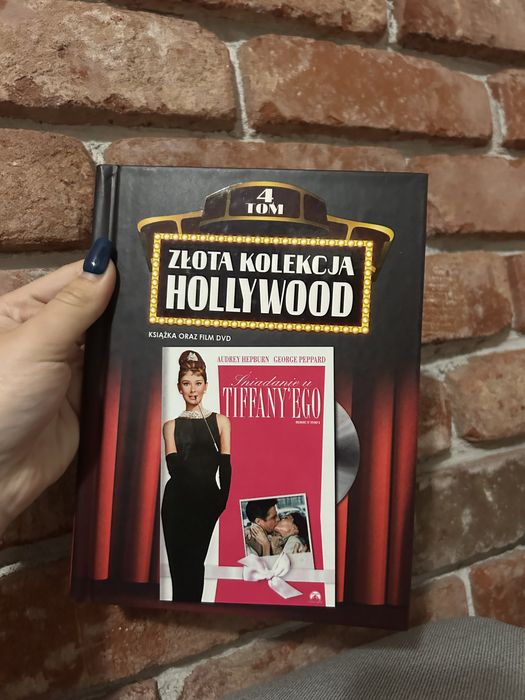 4
TOM
ZŁOTA KOLEKCJA
HOLLYWOOD
KSIĄŻKA ORAZ FILM DVD
AUDREY HEPBURN GEORGE PEPPARD
Śniadanie u
TIFFANY'EGO